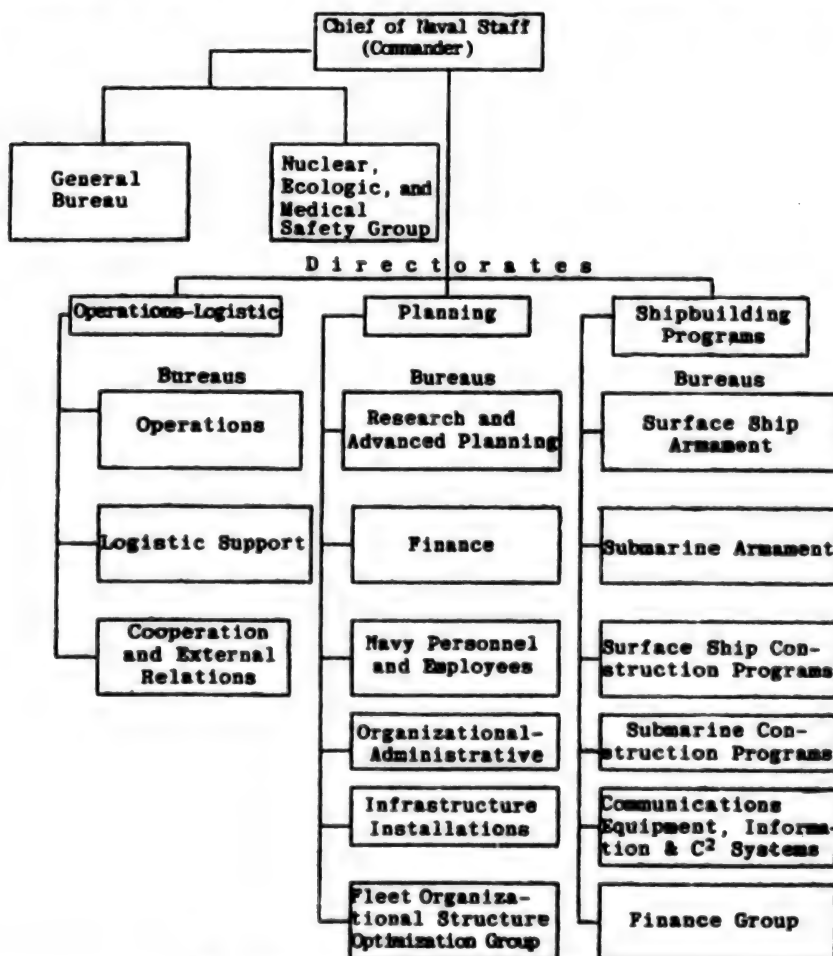 Chief of Naval Staff
(Commander)
General
Bureau
Nuclear,
Ecologic, and
Medical
Safety Group
Directorates
Operations-Logistic
Bureaus
Operations
Logistic Support
Cooperation
and External
Relations
Planning
Bureaus
Research and
Advanced Planning
Finance
Navy Personnel
and Employees
Organizational-
Administrative
Infrastructure
Installations
Fleet Organiza-
tional Structure
Optimization Group
Shipbuilding
Programs
Bureaus
Surface Ship
Armament
Submarine Armament
Surface Ship Con-
struction Programs
Submarine Con-
struction Programs
Communications
Equipment, Informa-
tion & C² Systems
Finance Group